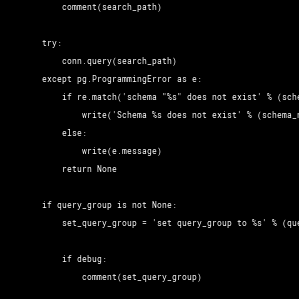 comment(search_path)
try:
conn.query(search_path)
except pg.ProgrammingError as e:
if re.match('schema "%s" does not exist' % (sche
write('Schema %s does not exist' % (schema_n
else:
write(e.message)
return None
if query_group is not None:
set_query_group = 'set query_group to %s' % (que
if debug:
comment(set_query_group)